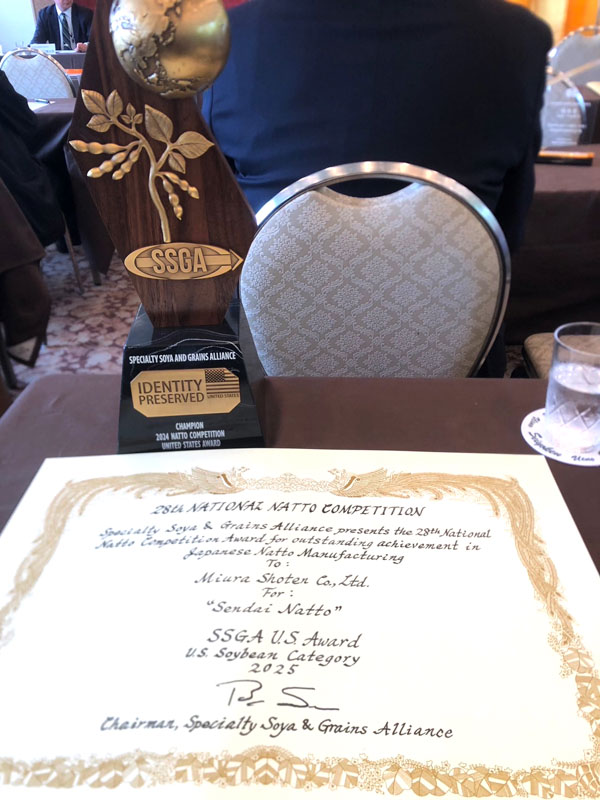 SSGA
SPECIALTY SOYA AND GRAINS ALLIANCE
IDENTITY
PRESERVED
UNITED STATES
CHAMPION
2024 NATTO COMPETITION
UNITED STATES AWARD
28th NATIONAL NATTO COMPETITION
Specialty Soya & Grains Alliance presents the 28th National
Natto Competition Award for outstanding achievement in
Japanese Natto Manufacturing
To :
Miura Shoten Co., Ltd.
For :
"Sendai Natto"
SSGA U.S. Award
U.S. Soybean Category
2025
Chairman, Specialty Soya & Grains Alliance